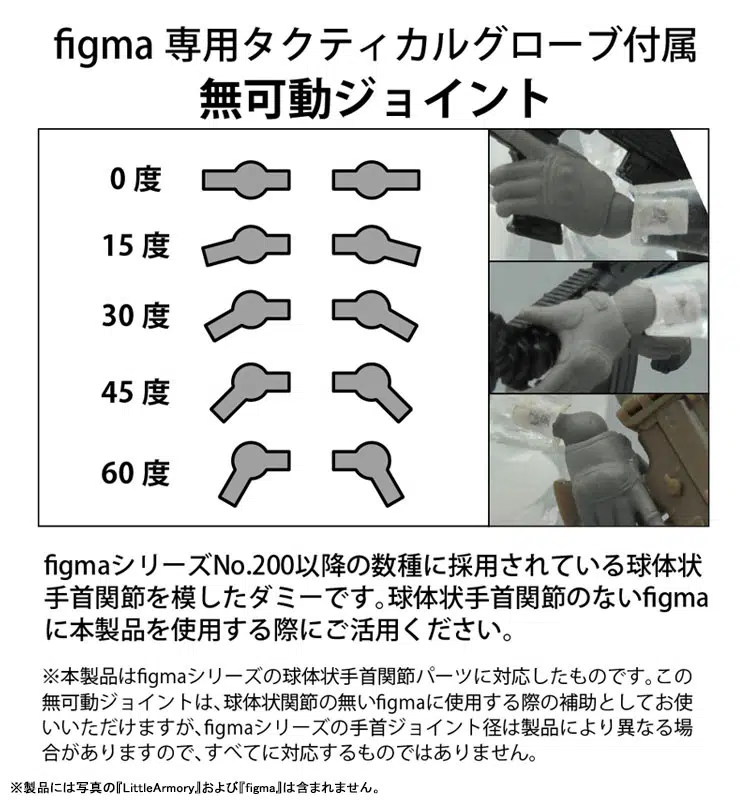 figma 専用タクティカルグローブ付属
無可動ジョイント
0 度
15 度
30 度
45 度
60 度
figmaシリーズNo.200以降の数種に採用されている球体状
手首関節を模したダミーです。球体状手首関節のないfigma
に本製品を使用する際にご活用ください。
※本製品はfigmaシリーズの球体状手首関節パーツに対応したものです。この
無可動ジョイントは、球体状関節の無いfigmaに使用する際の補助としてお使
いいただけますが、figmaシリーズの手首ジョイント径は製品により異なる場
合がありますので、すべてに対応するものではありません。
※製品には写真の『LittleArmory』および『figma』は含まれません。